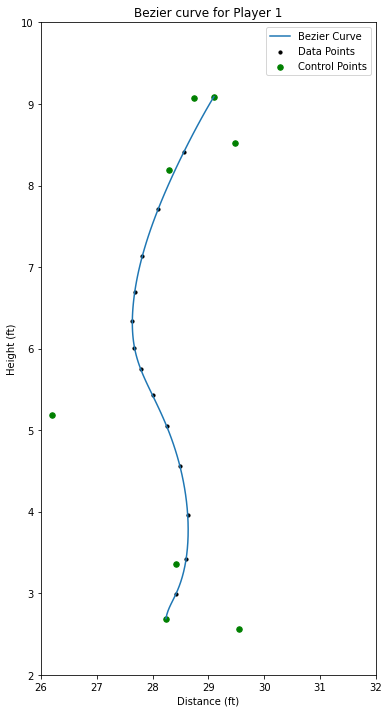 Bezier curve for Player 1
Bezier Curve
Data Points
Control Points
10
9
8
7
6
5
4
3
2
Height (ft)
26 27 28 29 30 31 32
Distance (ft)